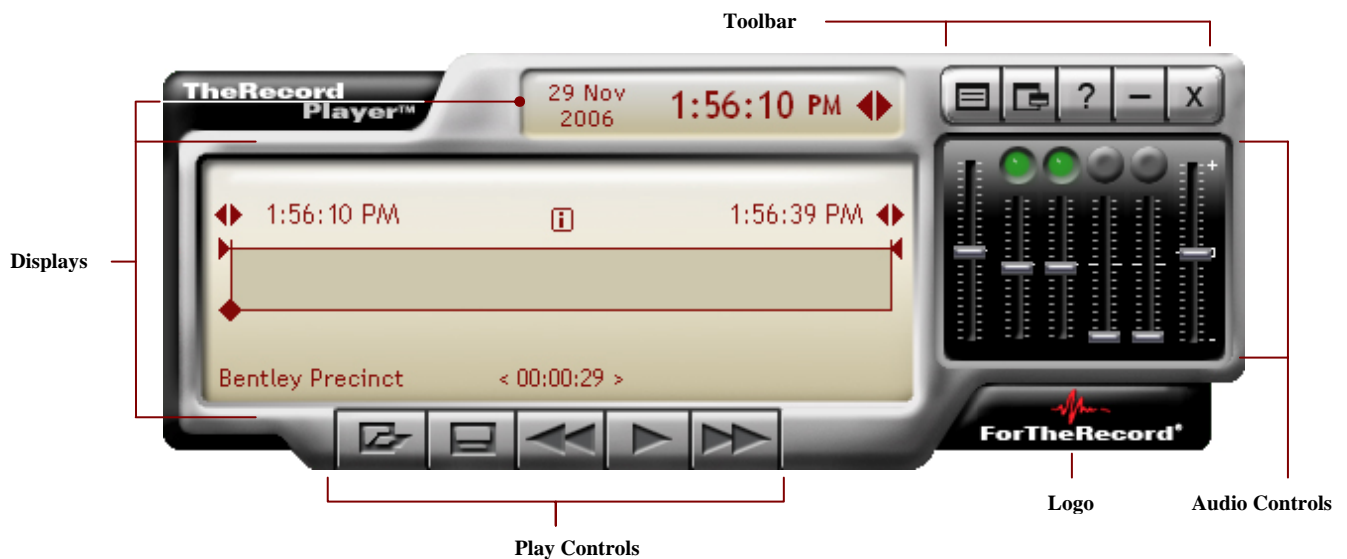 Toolbar
TheRecord
Player™
29 Nov
2006
1:56:10 PM
?
–
X
+
-
1:56:10 PM
i
1:56:39 PM
Displays
Bentley Precinct
< 00:00:29 >
ForTheRecord®
Logo
Audio Controls
Play Controls